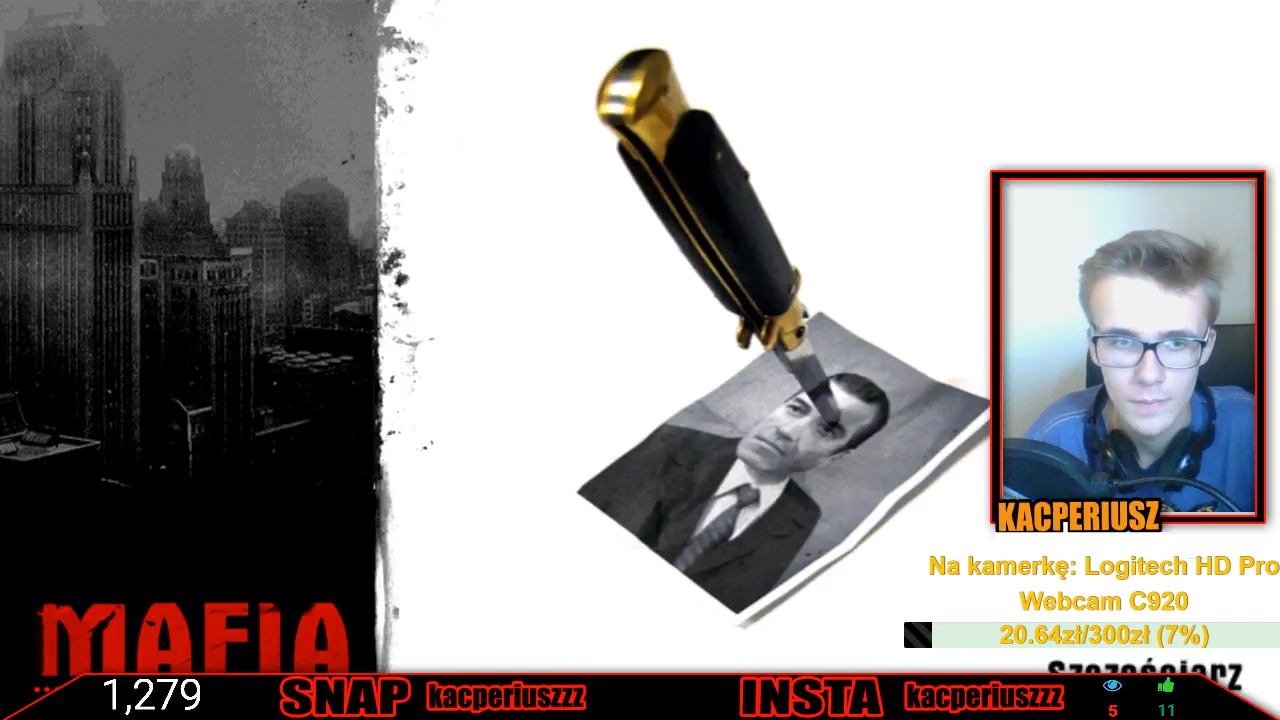 KACPERIUSZ
Na kamerkę: Logitech HD Pro
Webcam C920
20.64zł/300zł (7%)
MAFIA
Szczęściarz
1,279
SNAP kacperiuszzz
INSTA kacperiuszzz
5
11